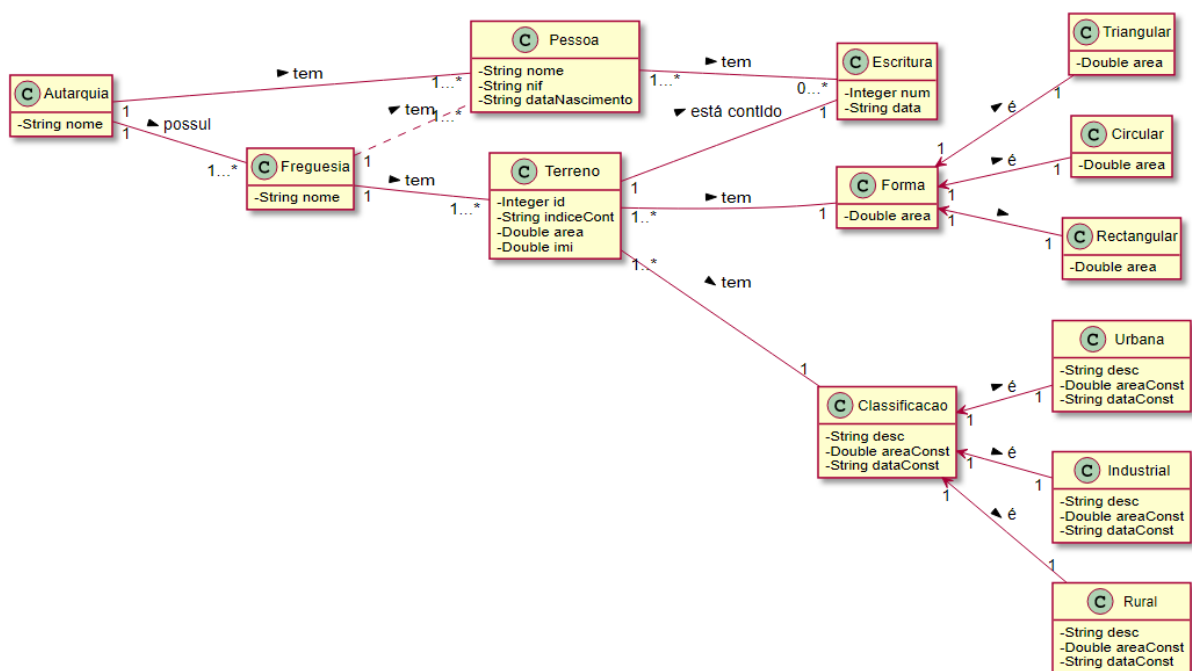 C Autarquia
-String nome
1
1
► tem
1...*
► possui
1...*
C Pessoa
-String nome
-String nif
-String dataNascimento
► tem
1
1...*
C Freguesia
-String nome
1
► tem
1...*
1...*
► tem
0...*
C Escritura
-Integer num
-String data
► está contido
1
1
C Terreno
-Integer id
-String indiceCont
-Double area
-Double imi
1..*
► tem
1
1..*
► tem
1
C Forma
-Double area
C Triangular
-Double area
► é
1
1
C Circular
-Double area
► é
1
1
C Rectangular
-Double area
►
1
1
C Classificacao
-String desc
-Double areaConst
-String dataConst
C Urbana
-String desc
-Double areaConst
-String dataConst
► é
1
1
C Industrial
-String desc
-Double areaConst
-String dataConst
► é
1
1
C Rural
-String desc
-Double areaConst
-String dataConst
► é
1
1